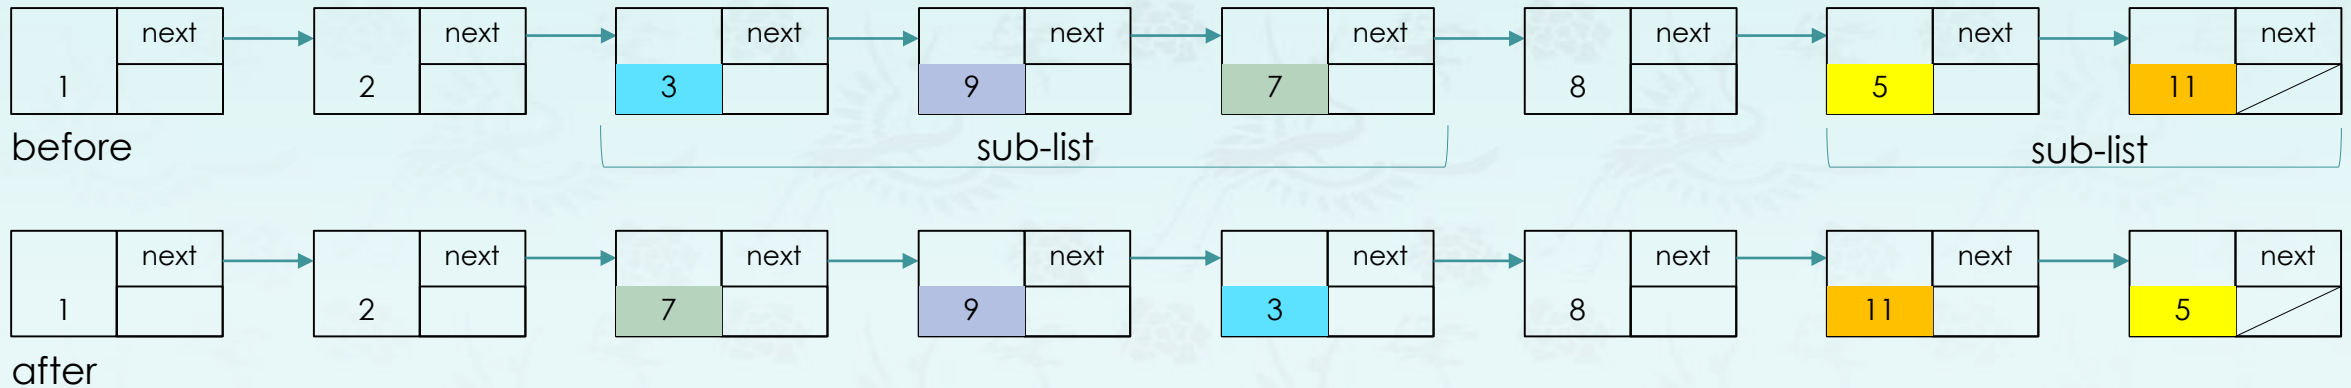 next next next next next next next next
1 2 3 9 7 8 5 11
before sub-list sub-list
next next next next next next next next
1 2 7 9 3 8 11 5
after